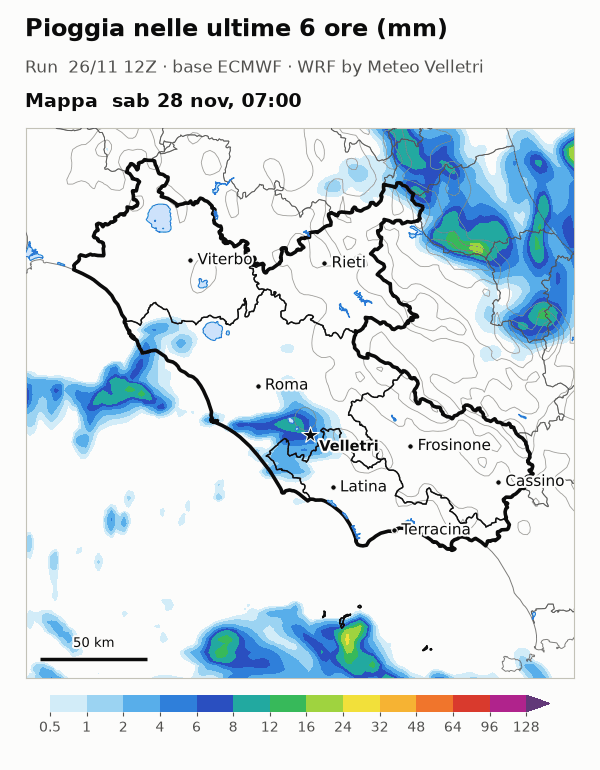 Pioggia nelle ultime 6 ore (mm)
Run  26/11 12Z · base ECMWF · WRF by Meteo Velletri
Mappa  sab 28 nov, 07:00
Viterbo
Rieti
Roma
Velletri
Frosinone
Cassino
Latina
Terracina
50 km
0.5 1 2 4 6 8 12 16 24 32 48 64 96 128